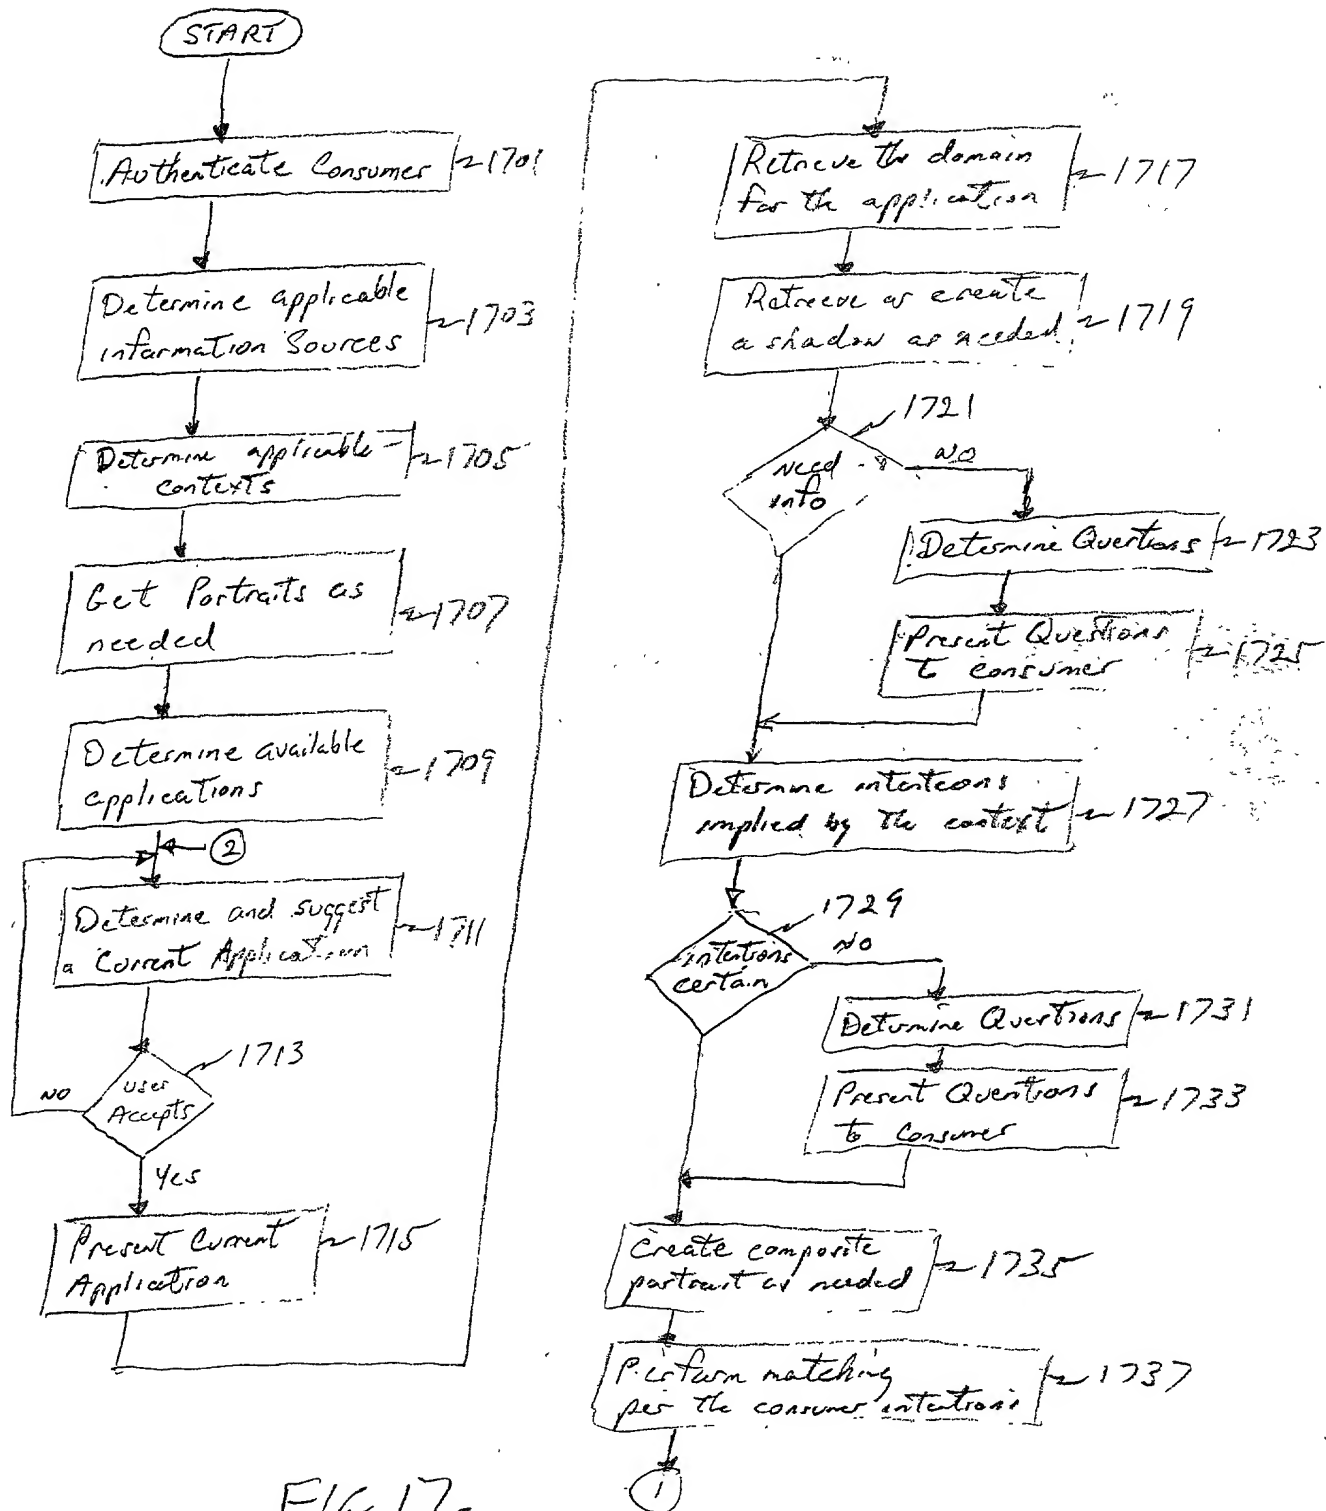 START
Authenticate Consumer
1701
Determine applicable
information Sources
1703
Determine applicable
contexts
1705
Get Portraits as
needed
1707
Determine available
applications
1709
2
Determine and suggest
a Current Application
1711
User
Accepts
1713
NO
Yes
Present Current
Application
1715
Retrieve the domain
for the application
1717
Retrieve or create
a shadow as needed
1719
need
info
1721
NO
Determine Questions
1723
Present Questions
to consumer
1725
Determine intentions
implied by the context
1727
intentions
certain
1729
NO
Determine Questions
1731
Present Questions
to Consumer
1733
Create composite
portrait as needed
1735
Perform matching
per the consumer intentions
1737
1